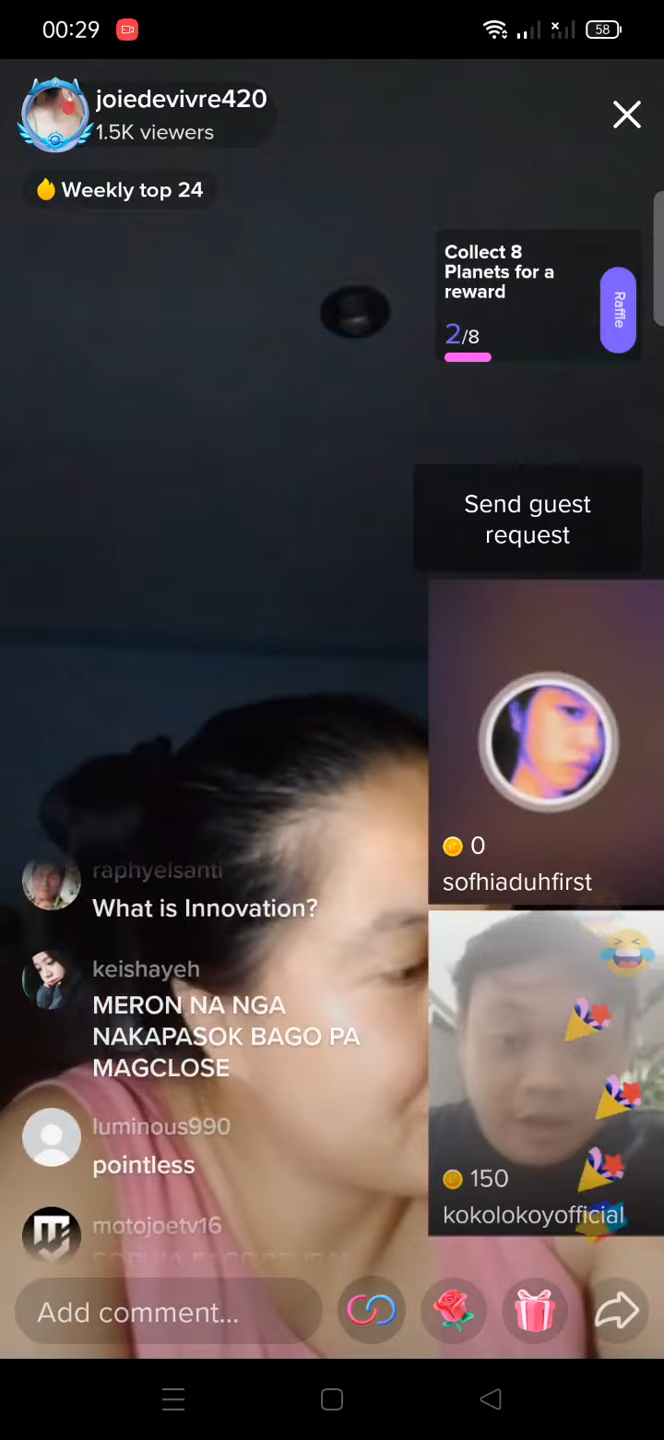 00:29
58
joiedevivre420
1.5K viewers
Weekly top 24
Collect 8
Planets for a
reward
2/8
Raffle
Send guest
request
0
sofhiaduhfirst
raphyelsanti
What is Innovation?
keishayeh
MERON NA NGA
NAKAPASOK BAGO PA
MAGCLOSE
luminous990
pointless
150
kokolokoyofficial
motojoetv16
Add comment...